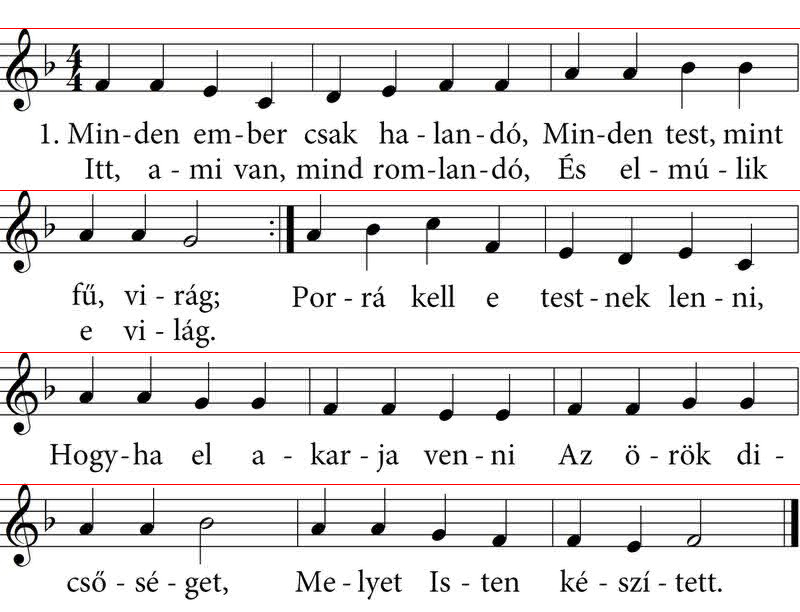 4
4
1. Min-den em-ber csak ha - lan-dó, Min-den test, mint
Itt, a - mi van, mind rom-lan-dó, És el - mú - lik
fű, vi - rág; Por - rá kell e test - nek len - ni,
e vi - lág.
Hogy-ha el a - kar - ja ven - ni Az ö - rök di -
cső - sé - get, Me - lyet Is - ten ké - szí - tett.